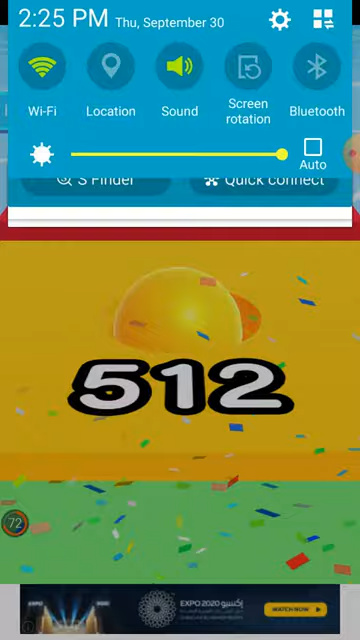 2:25 PM Thu, September 30
Wi-Fi
Location
Sound
Screen rotation
Bluetooth
Auto
S Finder
Quick connect
512
72
EXPO 2020 إكسبو
WATCH NOW